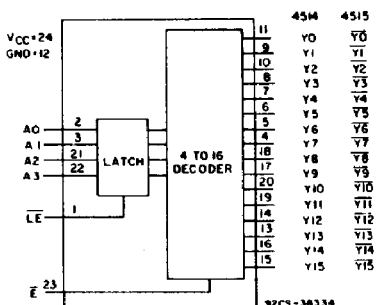 4514 4515
VCC=24
GND=12
11 Y0 Y0
9 Y1 Y1
10 Y2 Y2
8 Y3 Y3
7 Y4 Y4
6 Y5 Y5
5 Y6 Y6
4 Y7 Y7
18 Y8 Y8
17 Y9 Y9
20 Y10 Y10
19 Y11 Y11
14 Y12 Y12
13 Y13 Y13
16 Y14 Y14
15 Y15 Y15
A0 2
A1 3
A2 21
A3 22
LATCH
4 TO 16
DECODER
LE 1
E 23
92CS-38334